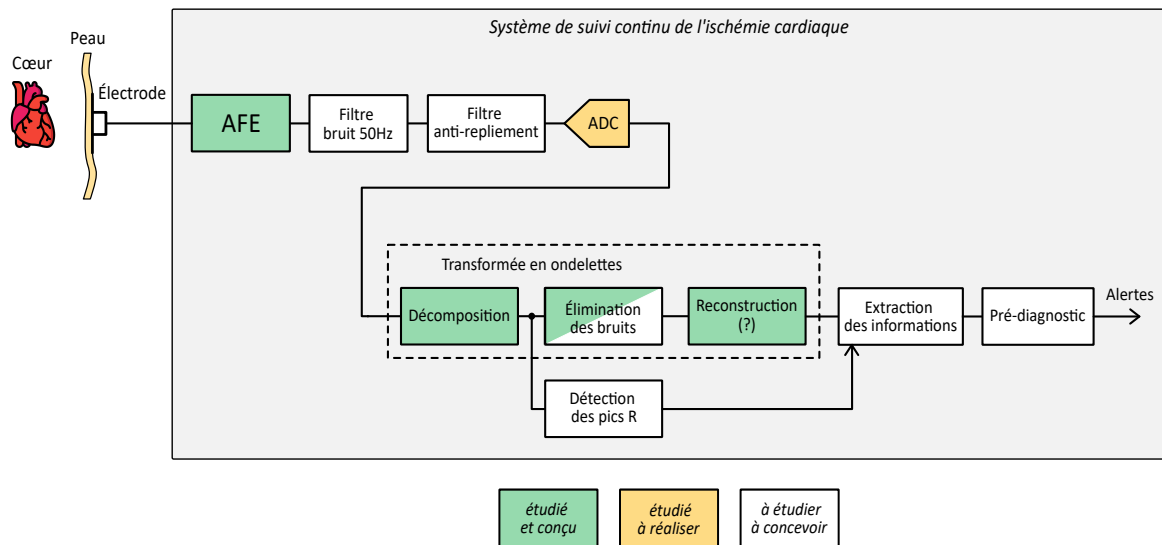 Système de suivi continu de l'ischémie cardiaque
Peau
Cœur
Électrode
AFE
Filtre
bruit 50Hz
Filtre
anti-repliement
ADC
Transformée en ondelettes
Décomposition
Élimination
des bruits
Reconstruction
(?)
Extraction
des informations
Pré-diagnostic
Alertes
Détection
des pics R
étudié
et conçu
étudié
à réaliser
à étudier
à concevoir